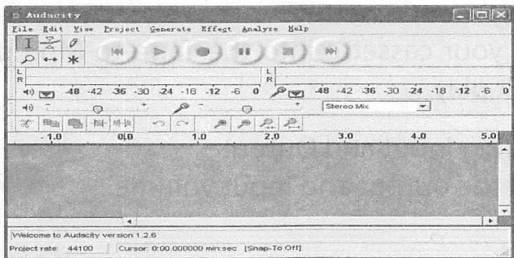 Audacity
File Edit View Project Generate Effect Analyze Help
L
R
L
R
-48 -42 -36 -30 -24 -18 -12 -6 0
-48 -42 -36 -30 -24 -18 -12 -6 0
Stereo Mix
- 1.0 0.0 1.0 2.0 3.0 4.0 5.0
Welcome to Audacity version 1.2.6
Project rate: 44100 Cursor: 0:00.000000 min:sec [Snap-To Off]